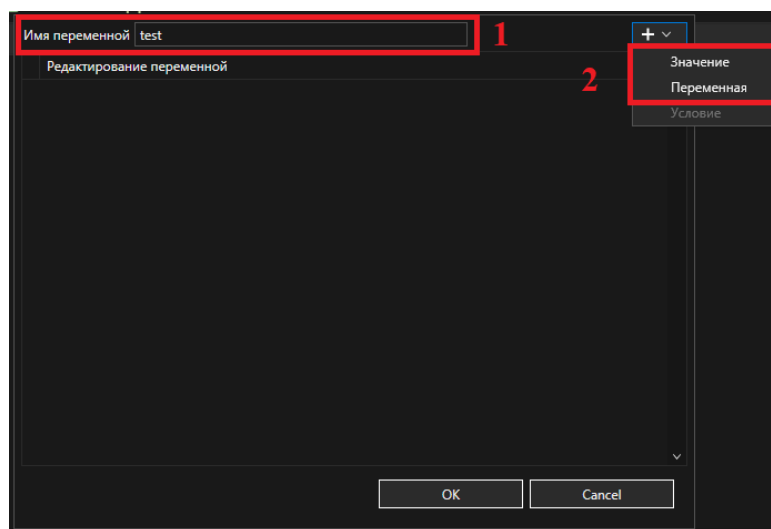 Имя переменной test 1 +
Редактирование переменной
2
Значение
Переменная
Условие
OK Cancel